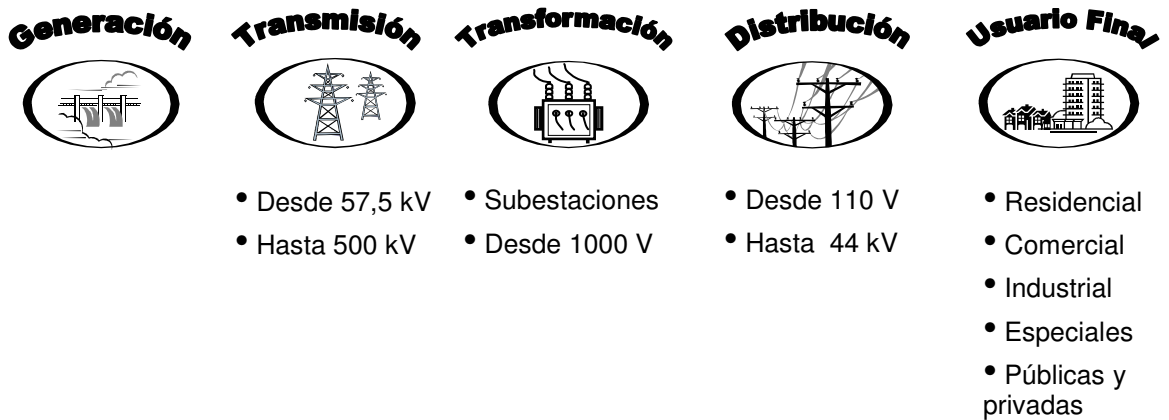 Generación
Transmisión
Transformación
Distribución
Usuario Final
• Desde 57,5 kV
• Hasta 500 kV
• Subestaciones
• Desde 1000 V
• Desde 110 V
• Hasta 44 kV
• Residencial
• Comercial
• Industrial
• Especiales
• Públicas y
privadas